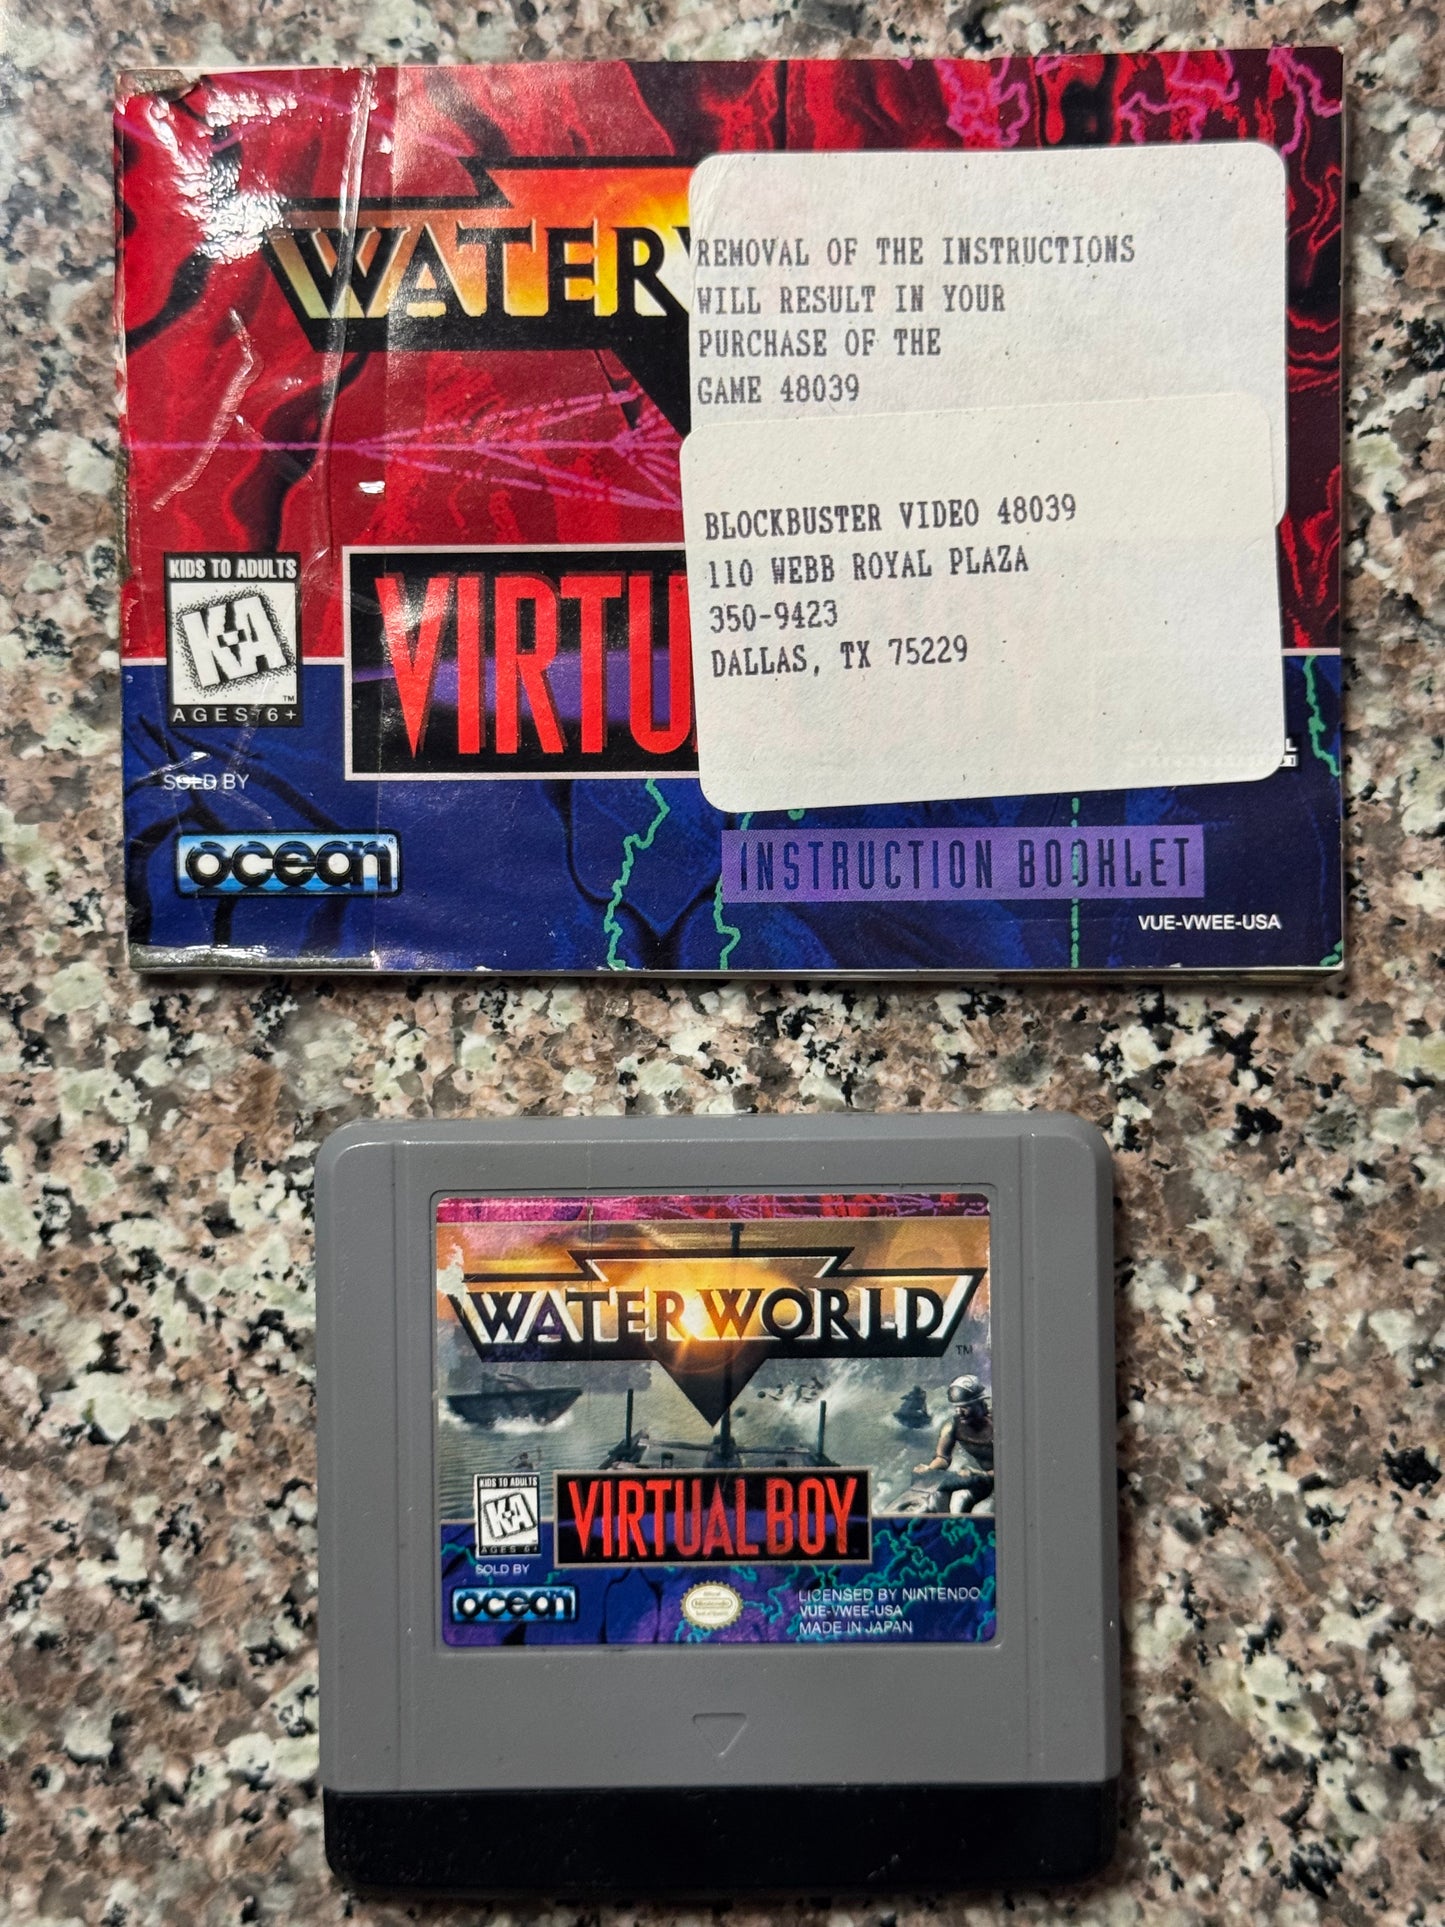 WATER
REMOVAL OF THE INSTRUCTIONS
WILL RESULT IN YOUR
PURCHASE OF THE
GAME 48039
BLOCKBUSTER VIDEO 48039
110 WEBB ROYAL PLAZA
350-9423
DALLAS, TX 75229
KIDS TO ADULTS
K-A
TM
AGES 6+
VIRTU
SOLD BY
ocean
INSTRUCTION BOOKLET
VUE-VWEE-USA
WATERWORLD
TM
KIDS TO ADULTS
K-A
AGES 6+
VIRTUAL BOY
SOLD BY
ocean
Nintendo
LICENSED BY NINTENDO
VUE-VWEE-USA
MADE IN JAPAN